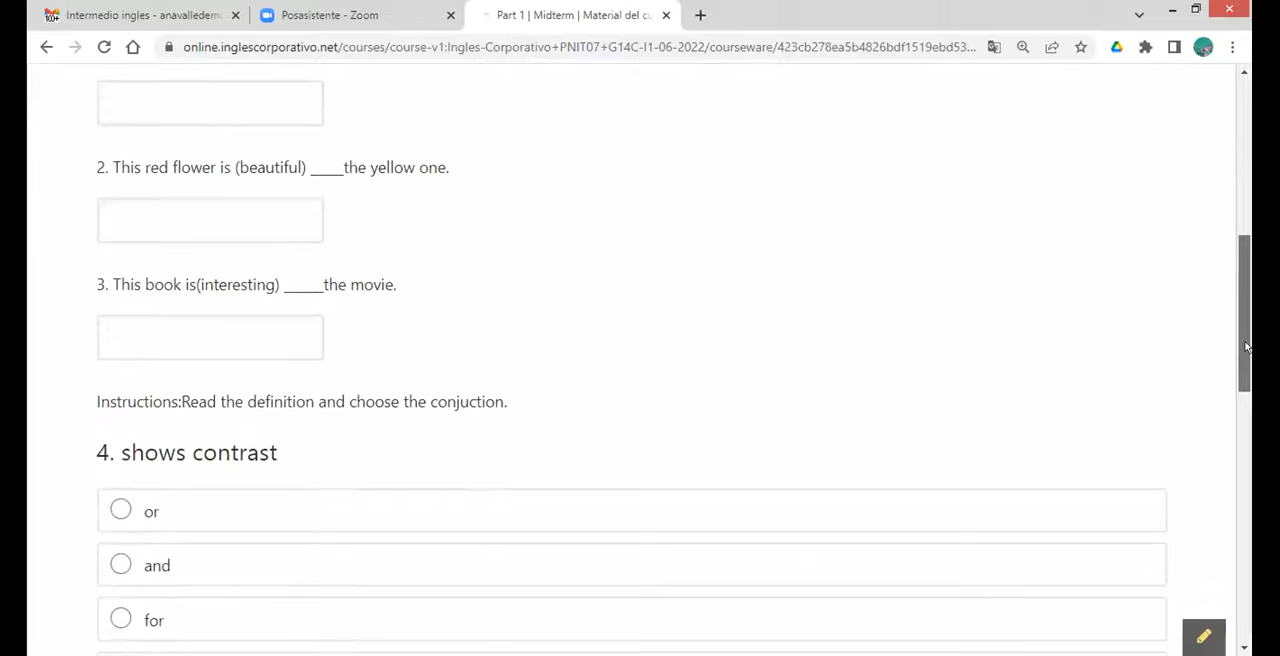 Intermedio ingles - anavalledem
Posasistente - Zoom
Part 1 | Midterm | Material del cu
online.inglescorporativo.net/courses/course-v1:Ingles-Corporativo+PNIT07+G14C-I1-06-2022/courseware/423cb278ea5b4826bdf1519ebd53...
2. This red flower is (beautiful) ____the yellow one.
3. This book is(interesting) _____the movie.
Instructions:Read the definition and choose the conjuction.
4. shows contrast
or
and
for